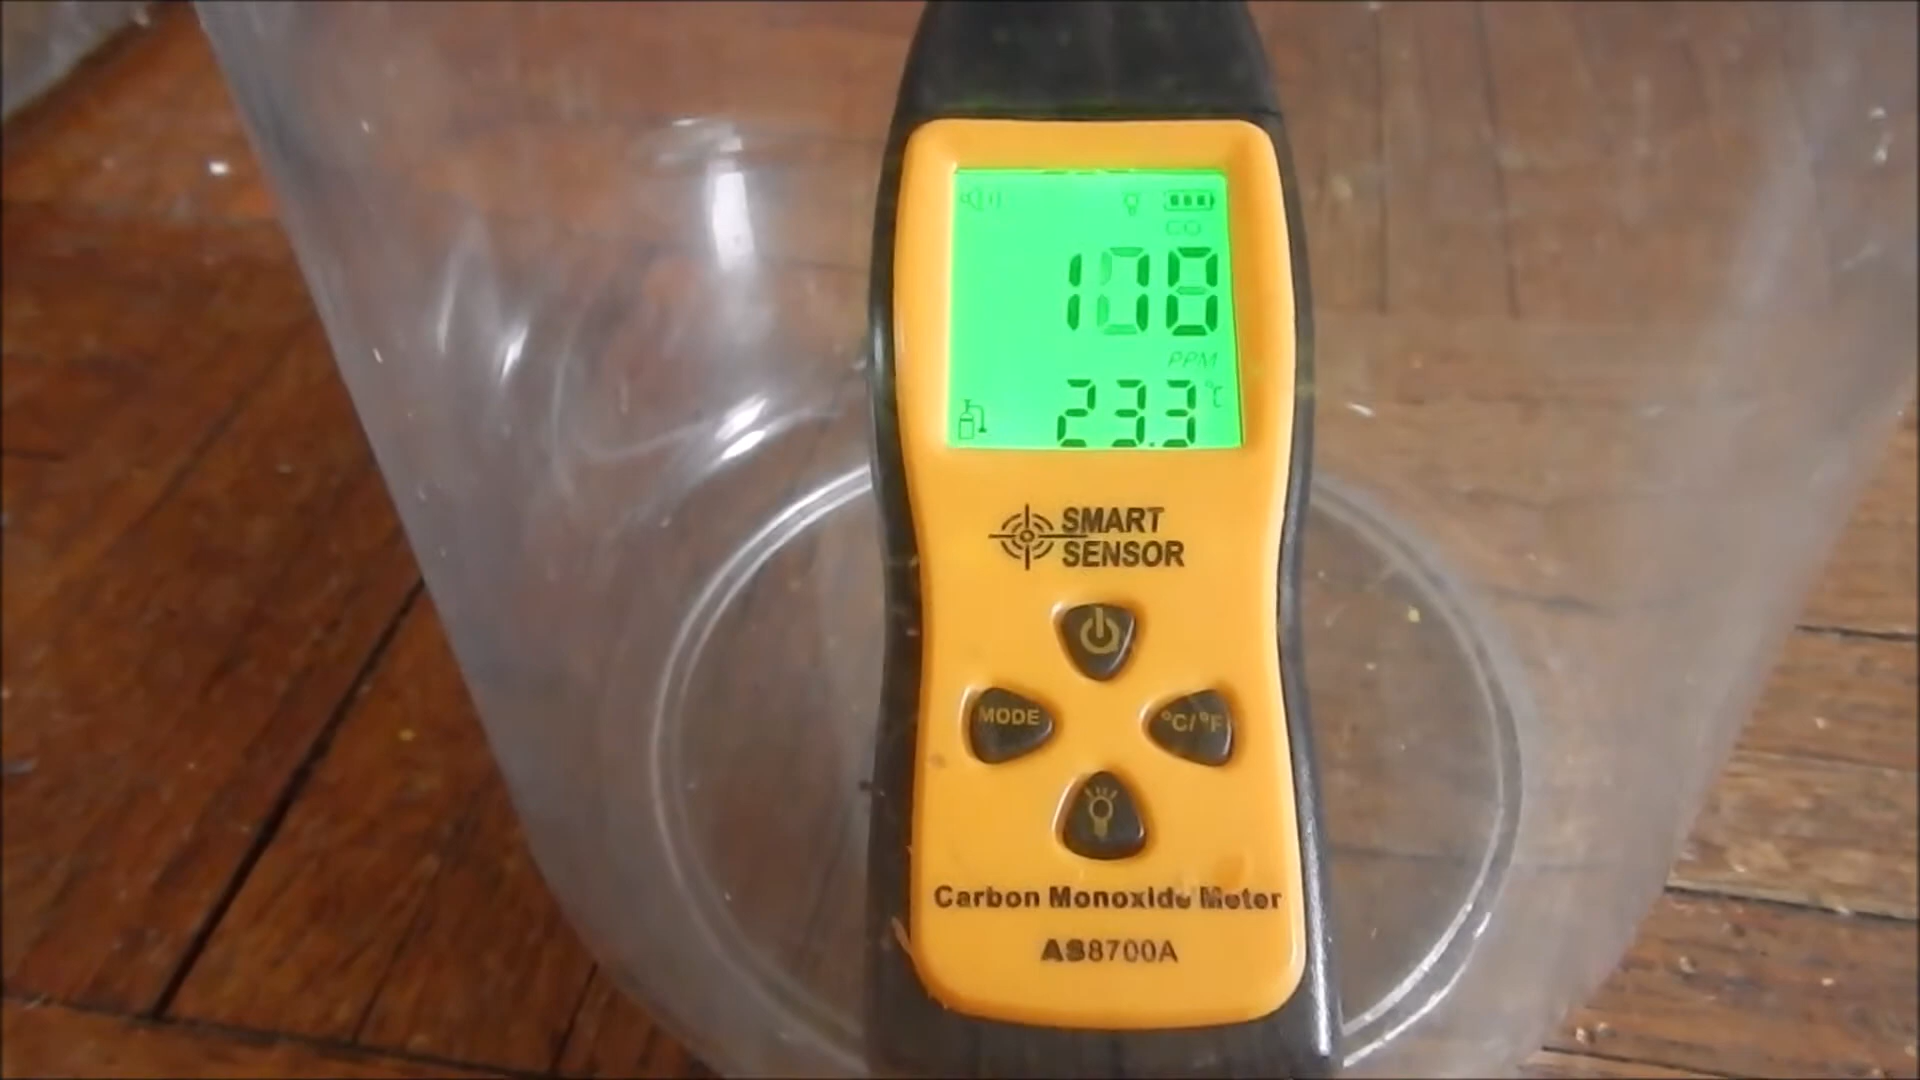 CO
108
PPM
23.3 °C
SMART
SENSOR
MODE
°C/°F
Carbon Monoxide Meter
AS8700A